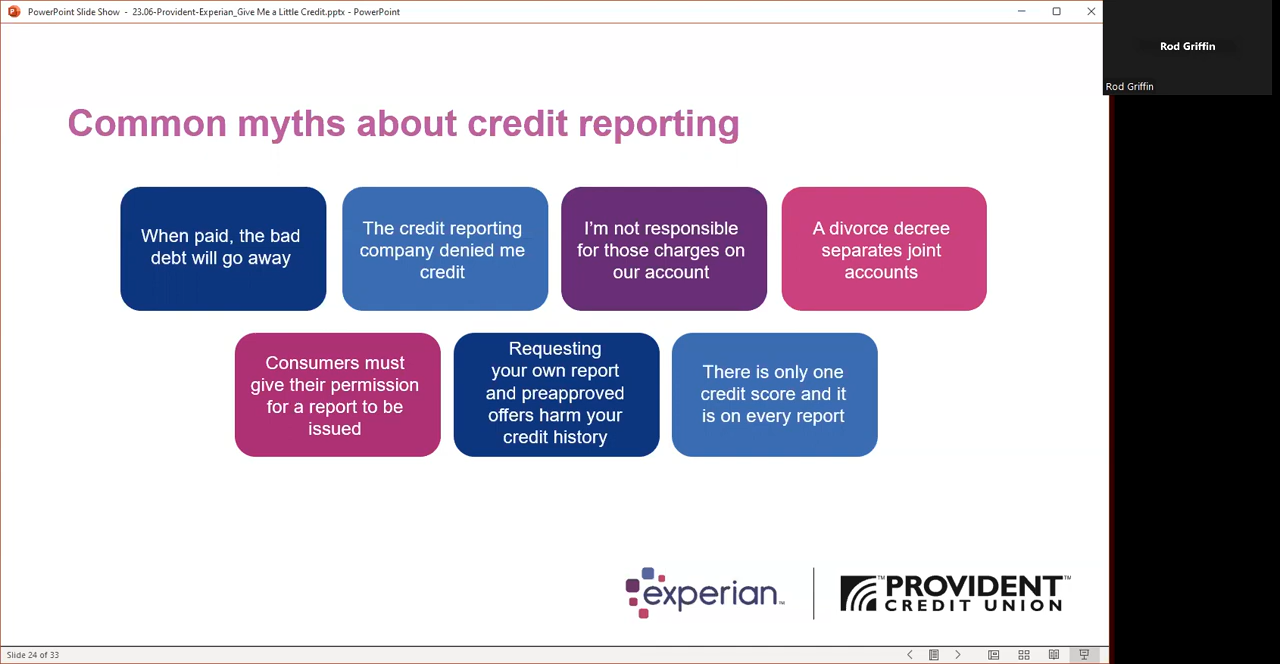 PowerPoint Slide Show - 23.06-Provident-Experian_Give Me a Little Credit.pptx - PowerPoint
Rod Griffin
Rod Griffin
Common myths about credit reporting
When paid, the bad
debt will go away
The credit reporting
company denied me
credit
I'm not responsible
for those charges on
our account
A divorce decree
separates joint
accounts
Consumers must
give their permission
for a report to be
issued
Requesting
your own report
and preapproved
offers harm your
credit history
There is only one
credit score and it
is on every report
experian™
™PROVIDENT™
CREDIT UNION
Slide 24 of 33